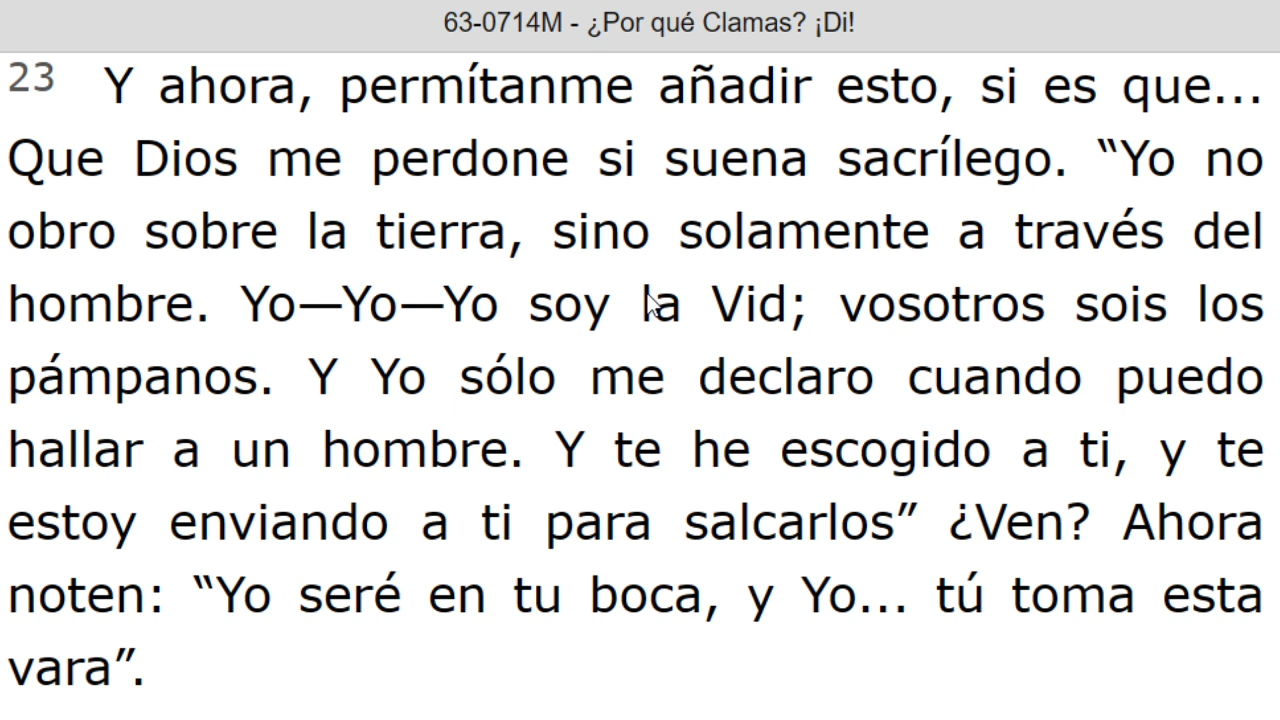 63-0714M - ¿Por qué Clamas? ¡Di!
23 Y ahora, permítanme añadir esto, si es que...
Que Dios me perdone si suena sacrílego. “Yo no
obro sobre la tierra, sino solamente a través del
hombre. Yo—Yo—Yo soy la Vid; vosotros sois los
pámpanos. Y Yo sólo me declaro cuando puedo
hallar a un hombre. Y te he escogido a ti, y te
estoy enviando a ti para salcarlos” ¿Ven? Ahora
noten: “Yo seré en tu boca, y Yo... tú toma esta
vara”.